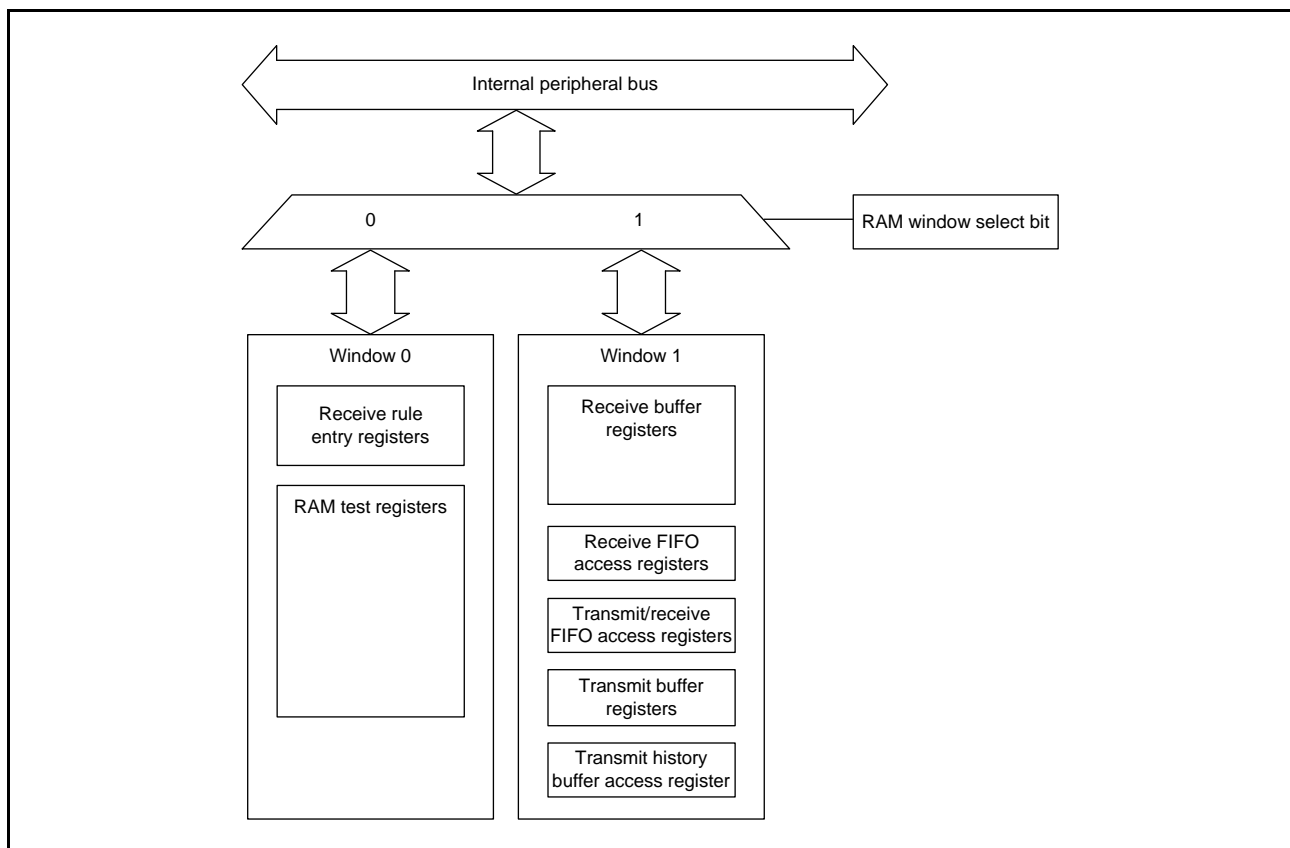 Internal peripheral bus
0
1
RAM window select bit
Window 0
Receive rule
entry registers
RAM test registers
Window 1
Receive buffer
registers
Receive FIFO
access registers
Transmit/receive
FIFO access registers
Transmit buffer
registers
Transmit history
buffer access register